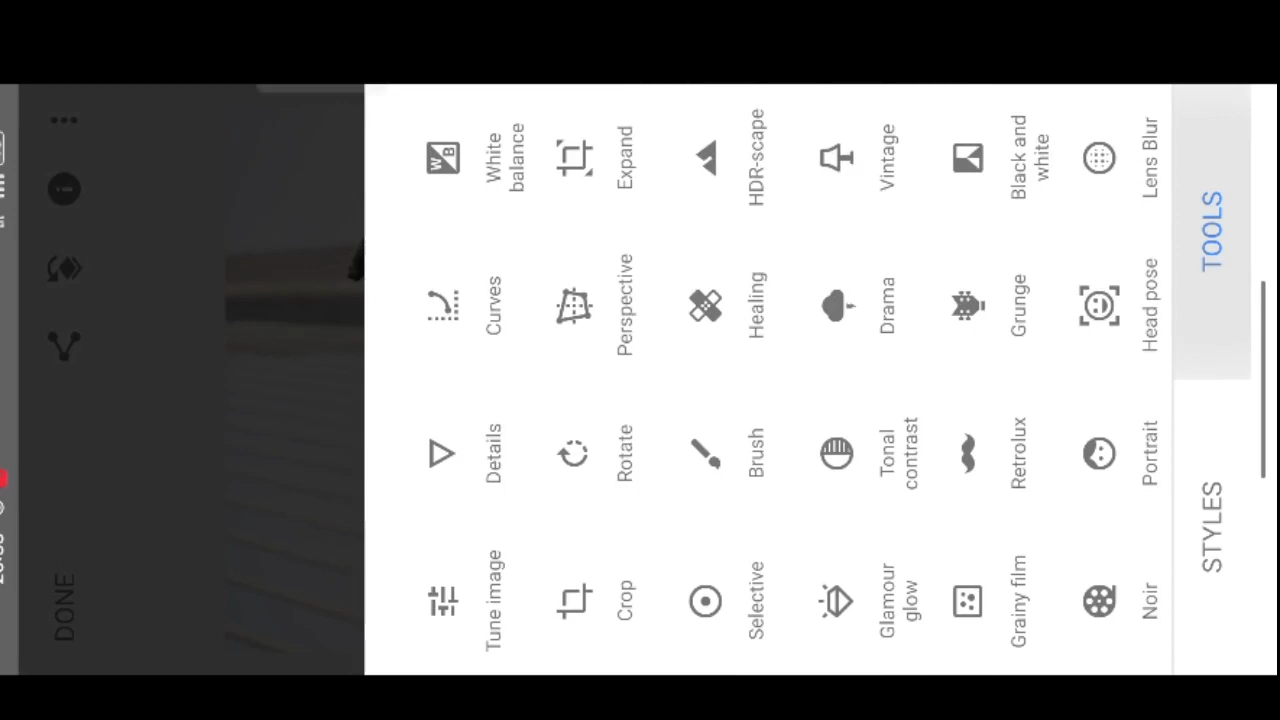 DONE
Tune image
Details
Curves
White
balance
Crop
Rotate
Perspective
Expand
Selective
Brush
Healing
HDR-scape
Glamour
glow
Tonal
contrast
Drama
Vintage
Grainy film
Retrolux
Grunge
Black and
white
Noir
Portrait
Head pose
Lens Blur
STYLES
TOOLS